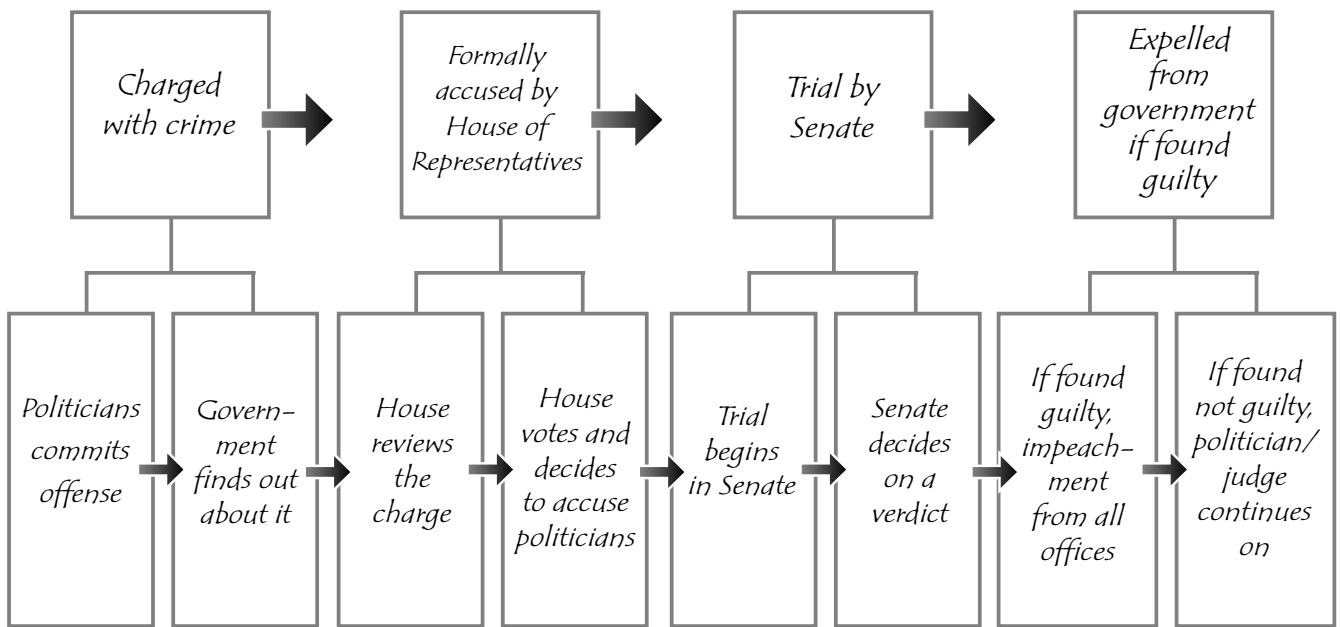 Charged
with crime
Formally
accused by
House of
Representatives
Trial by
Senate
Expelled
from
government
if found
guilty
Politicians
commits
offense
Govern-
ment
finds out
about it
House
reviews
the
charge
House
votes and
decides
to accuse
politicians
Trial
begins
in Senate
Senate
decides
on a
verdict
If found
guilty,
impeach-
ment
from all
offices
If found
not guilty,
politician/
judge
continues
on